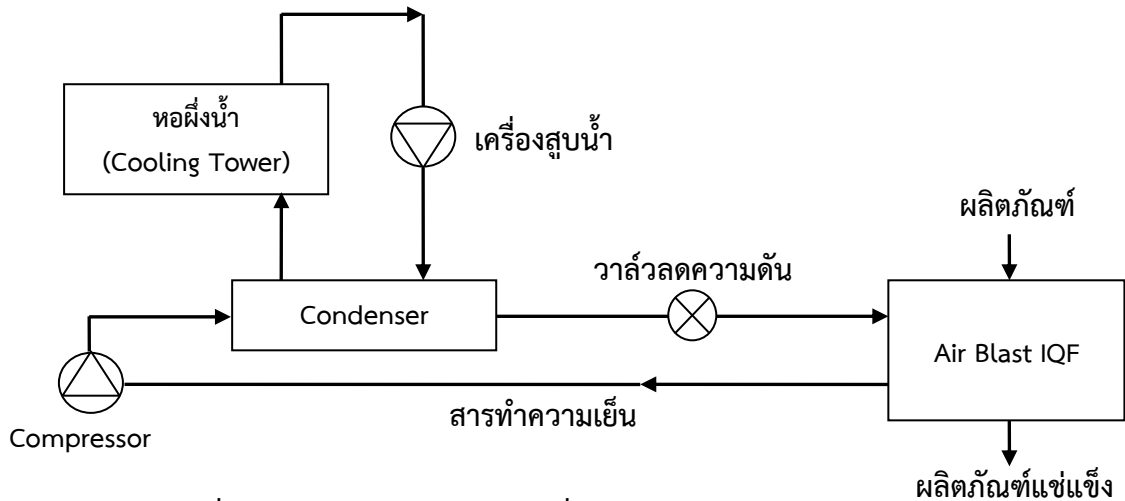 หอผึ่งน้ำ
(Cooling Tower)
เครื่องสูบน้ำ
ผลิตภัณฑ์
วาล์วลดความดัน
Condenser
Air Blast IQF
สารทำความเย็น
Compressor
ผลิตภัณฑ์แช่แข็ง